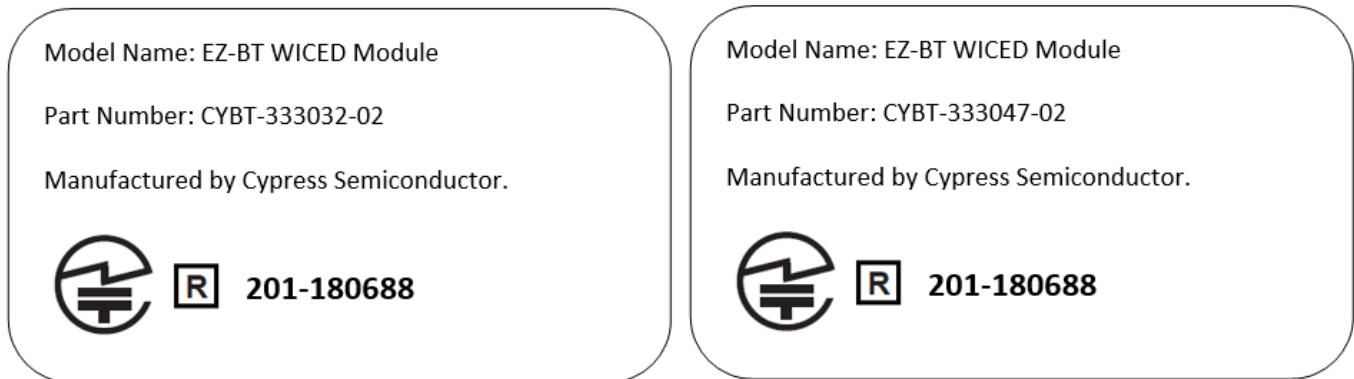 Model Name: EZ-BT WICED Module
Part Number: CYBT-333032-02
Manufactured by Cypress Semiconductor.
R 201-180688
Model Name: EZ-BT WICED Module
Part Number: CYBT-333047-02
Manufactured by Cypress Semiconductor.
R 201-180688